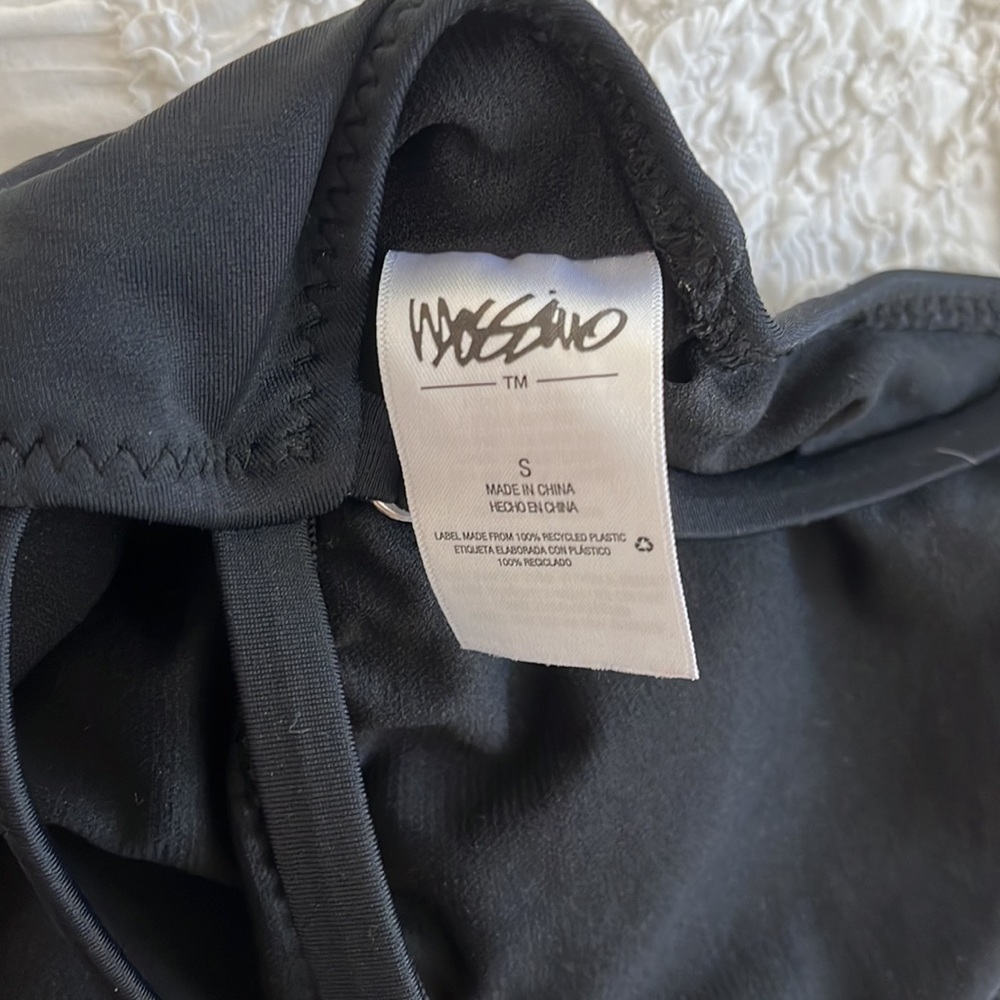 Mossimo
TM
S
MADE IN CHINA
HECHO EN CHINA
LABEL MADE FROM 100% RECYCLED PLASTIC
ETIQUETA ELABORADA CON PLÁSTICO
100% RECICLADO